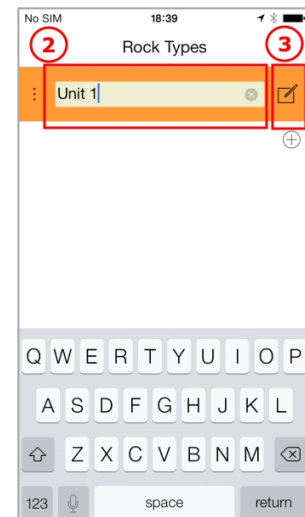 No SIM 18:39
2 Rock Types 3
Unit 1
Q W E R T Y U I O P
A S D F G H J K L
Z X C V B N M
123 space return